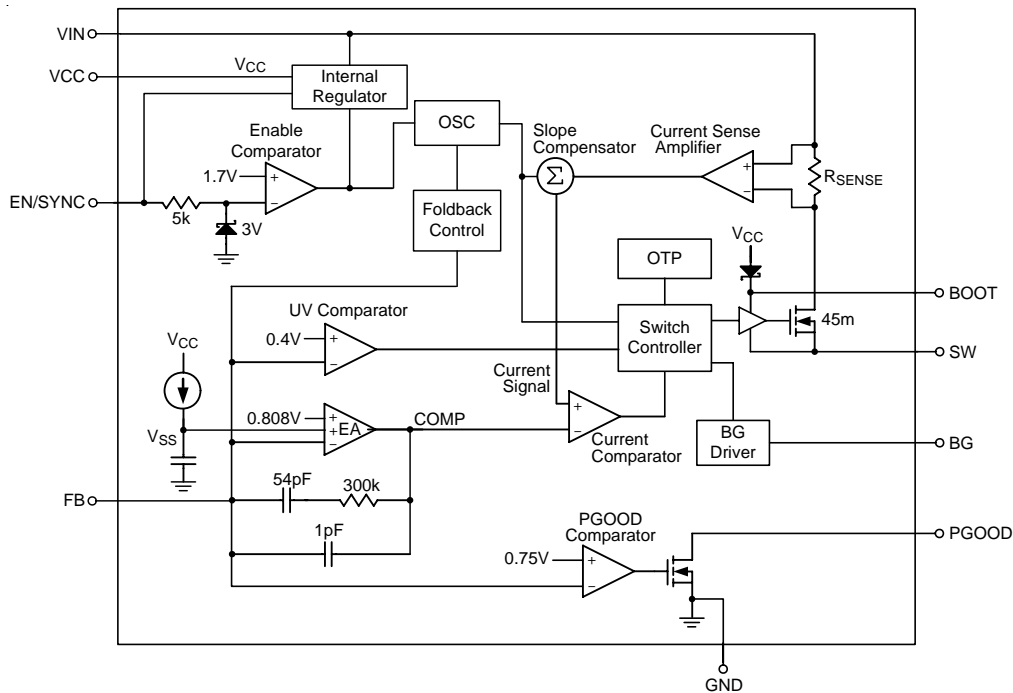 VIN
VCC
VCC
Internal
Regulator
OSC
Slope
Compensator
Current Sense
Amplifier
Enable
Comparator
1.7V
+
−
Σ
+
−
RSENSE
EN/SYNC
5k
3V
Foldback
Control
VCC
OTP
BOOT
UV Comparator
0.4V
+
−
Switch
Controller
45m
SW
VCC
Current
Signal
0.808V
+
+
−
EA
COMP
+
−
Current
Comparator
BG
Driver
BG
VSS
54pF
300k
FB
1pF
PGOOD
Comparator
PGOOD
0.75V
+
−
GND